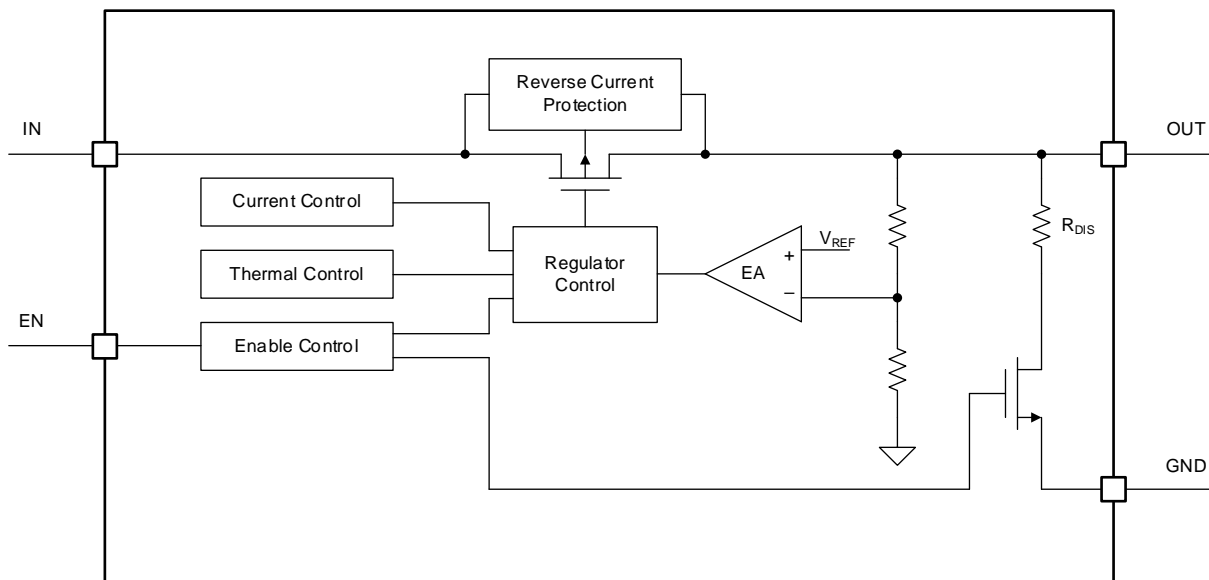 Reverse Current
Protection
IN
OUT
Current Control
V_REF
R_DIS
+
EA
−
Regulator
Control
Thermal Control
EN
Enable Control
GND